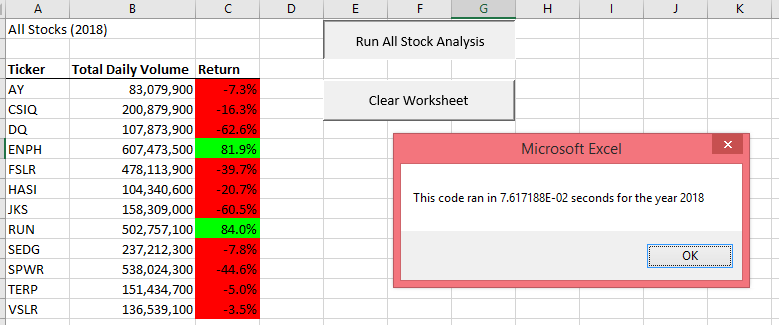 A B C D E F G H I J K
All Stocks (2018)
Run All Stock Analysis
Ticker Total Daily Volume Return
AY 83,079,900 -7.3%
CSIQ 200,879,900 -16.3%
Clear Worksheet
DQ 107,873,900 -62.6%
ENPH 607,473,500 81.9%
Microsoft Excel
FSLR 478,113,900 -39.7%
HASI 104,340,600 -20.7%
This code ran in 7.617188E-02 seconds for the year 2018
JKS 158,309,000 -60.5%
RUN 502,757,100 84.0%
SEDG 237,212,300 -7.8%
OK
SPWR 538,024,300 -44.6%
TERP 151,434,700 -5.0%
VSLR 136,539,100 -3.5%